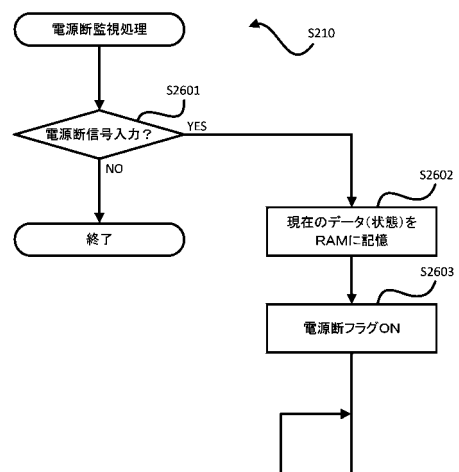 電源断監視処理
S210
S2601
電源断信号入力？
YES
NO
S2602
現在のデータ（状態）を
RAMに記憶
終了
S2603
電源断フラグON